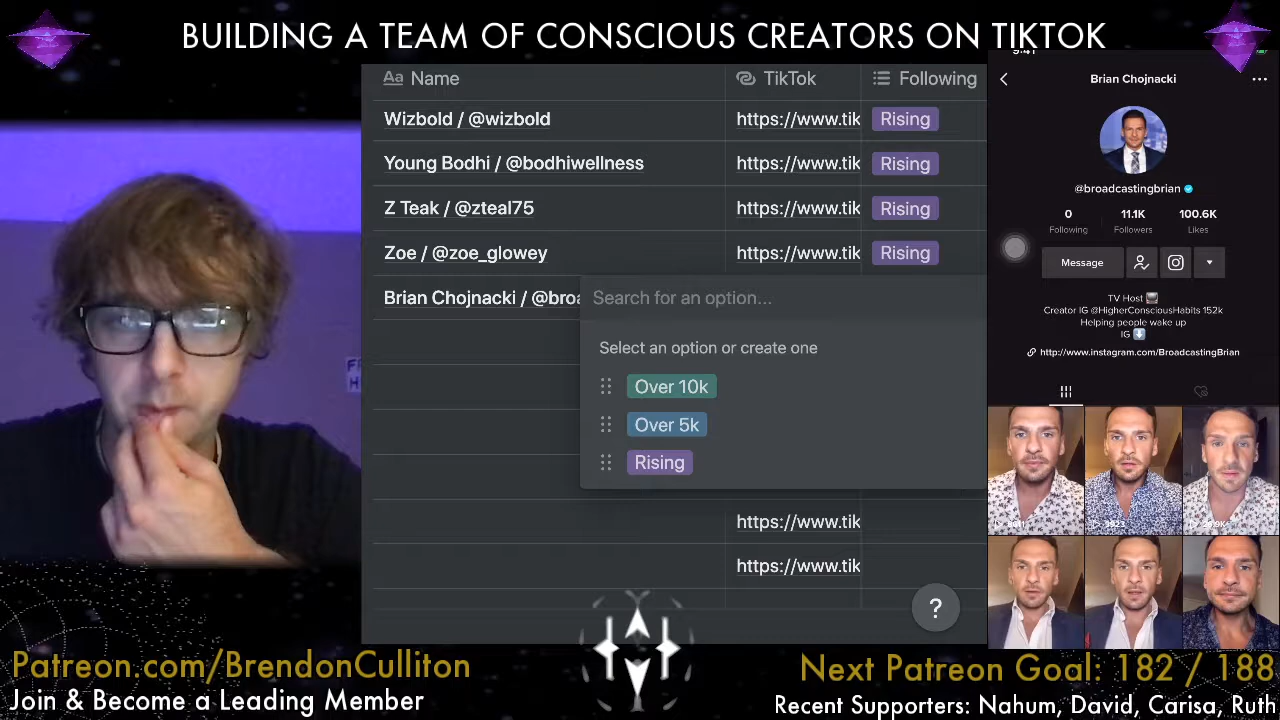 BUILDING A TEAM OF CONSCIOUS CREATORS ON TIKTOK
Aa Name
TikTok
Following
Wizbold / @wizbold
https://www.tik
Rising
Young Bodhi / @bodhiwellness
https://www.tik
Rising
Z Teak / @zteal75
https://www.tik
Rising
Zoe / @zoe_glowey
https://www.tik
Rising
Brian Chojnacki / @broa
Search for an option...
Select an option or create one
Over 10k
Over 5k
Rising
https://www.tik
https://www.tik
?
Brian Chojnacki
@broadcastingbrian
0
11.1K
100.6K
Following
Followers
Likes
Message
TV Host
Creator IG @HigherConsciousHabits 152k
Helping people wake up
IG
http://www.instagram.com/BroadcastingBrian
Patreon.com/BrendonCulliton
Join & Become a Leading Member
Next Patreon Goal: 182 / 188
Recent Supporters: Nahum, David, Carisa, Ruth